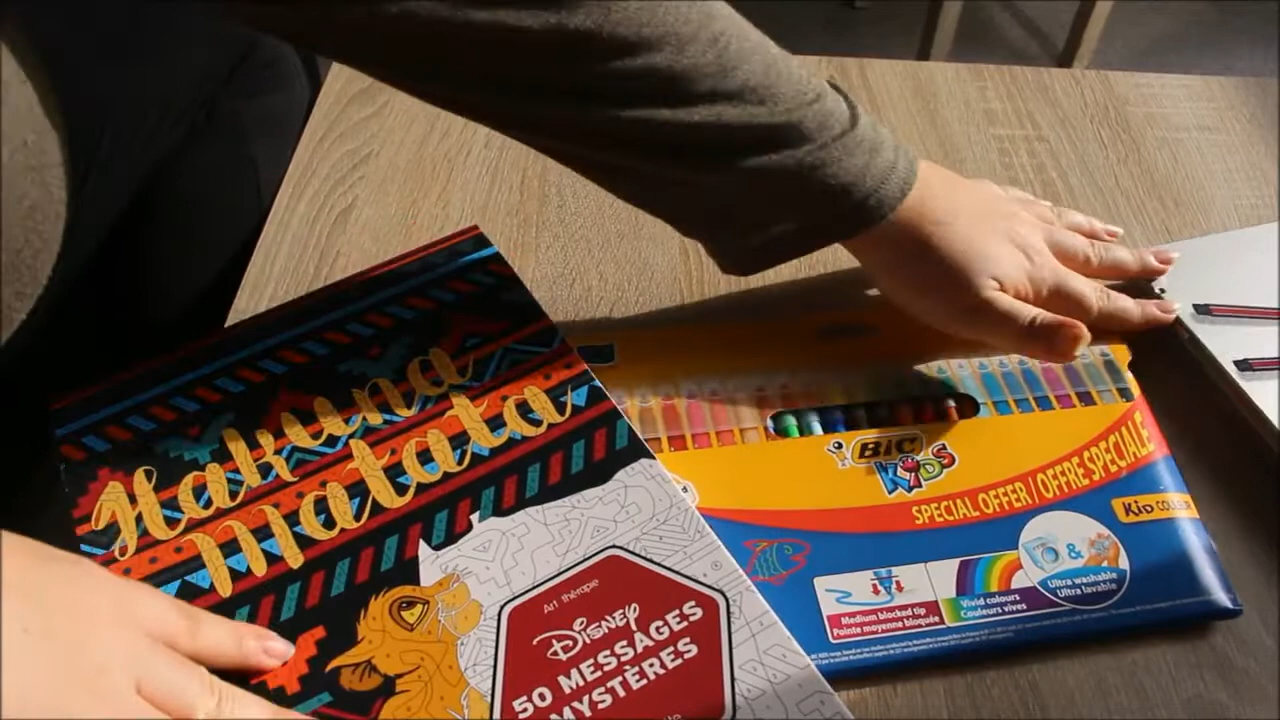 Hakuna
Matata
Art thérapie
Disney
50 MESSAGES
MYSTÈRES
BIC
KIDS
SPECIAL OFFER / OFFRE SPECIALE
KID COULEUR
Medium blocked tip
Pointe moyenne bloquée
Vivid colours
Couleurs vives
&
Ultra washable
Ultra lavable